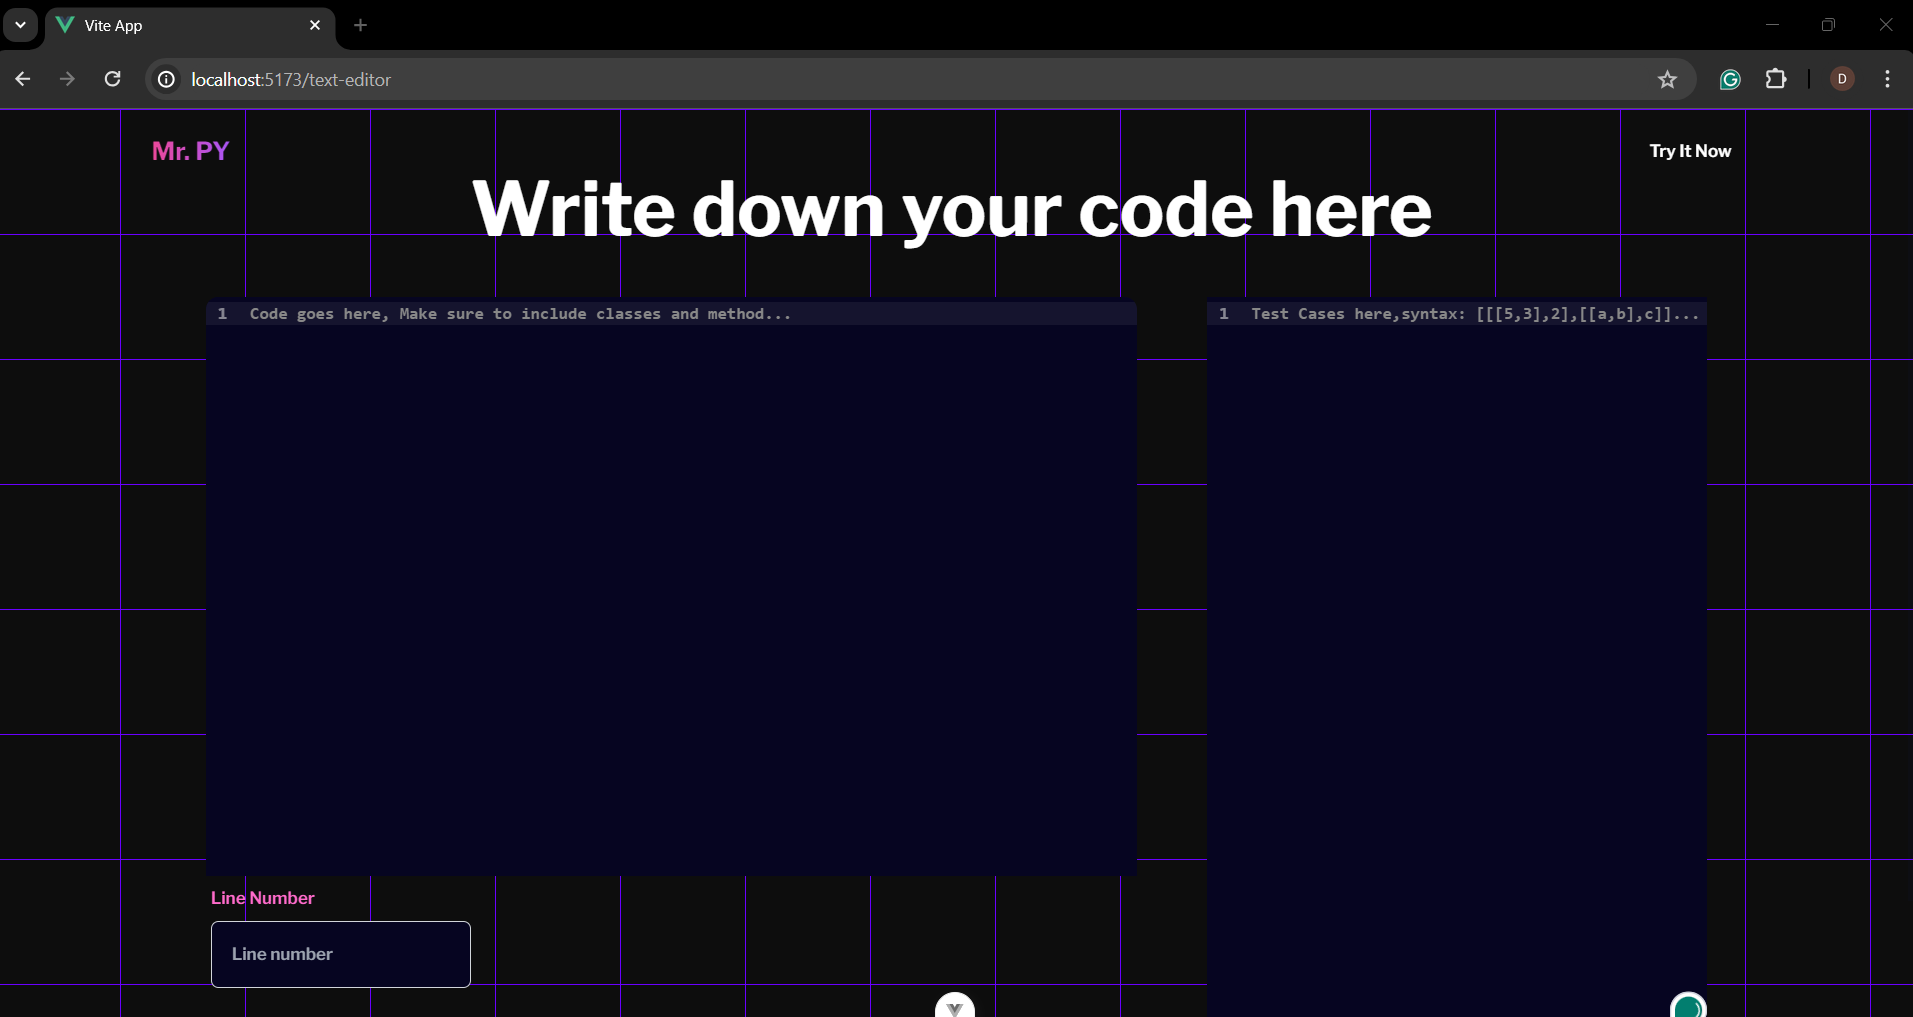 Vite App
localhost:5173/text-editor
D
Mr. PY
Try It Now
Write down your code here
1 Code goes here, Make sure to include classes and method...
1 Test Cases here,syntax: [[[5,3],2],[[a,b],c]]...
Line Number
Line number